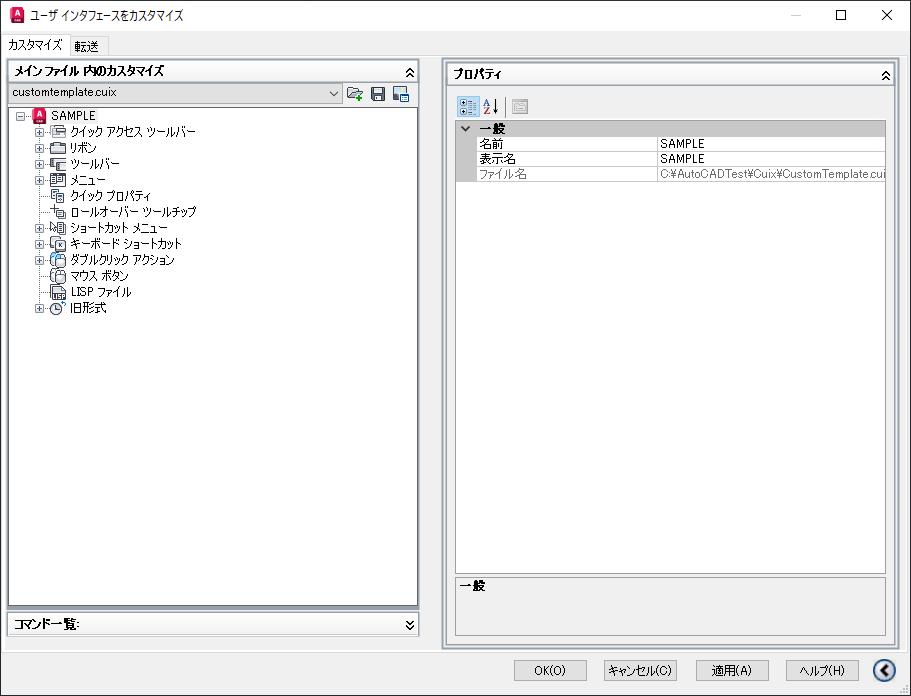 ユーザ インタフェースをカスタマイズ
カスタマイズ 転送
メイン ファイル 内のカスタマイズ
customtemplate.cuix
SAMPLE
クイック アクセス ツールバー
リボン
ツールバー
メニュー
クイック プロパティ
ロールオーバー ツールチップ
ショートカット メニュー
キーボード ショートカット
ダブルクリック アクション
マウス ボタン
LISP ファイル
旧形式
コマンド一覧:
プロパティ
一般
名前 SAMPLE
表示名 SAMPLE
ファイル名 C:¥AutoCADTest¥Cuix¥CustomTemplate.cui
一般
OK(O) キャンセル(C) 適用(A) ヘルプ(H)